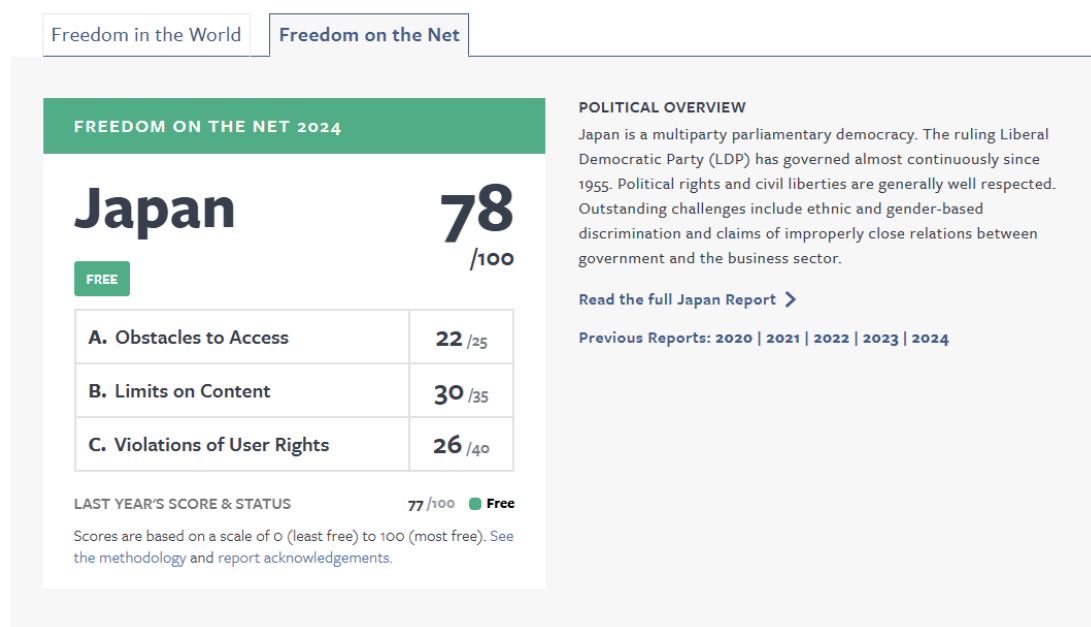 Freedom in the World
Freedom on the Net
FREEDOM ON THE NET 2024
Japan
78
/100
FREE
A. Obstacles to Access 22 /25
B. Limits on Content 30 /35
C. Violations of User Rights 26 /40
LAST YEAR'S SCORE & STATUS 77 /100 Free
Scores are based on a scale of 0 (least free) to 100 (most free). See
the methodology and report acknowledgements.
POLITICAL OVERVIEW
Japan is a multiparty parliamentary democracy. The ruling Liberal
Democratic Party (LDP) has governed almost continuously since
1955. Political rights and civil liberties are generally well respected.
Outstanding challenges include ethnic and gender-based
discrimination and claims of improperly close relations between
government and the business sector.
Read the full Japan Report
Previous Reports: 2020 | 2021 | 2022 | 2023 | 2024